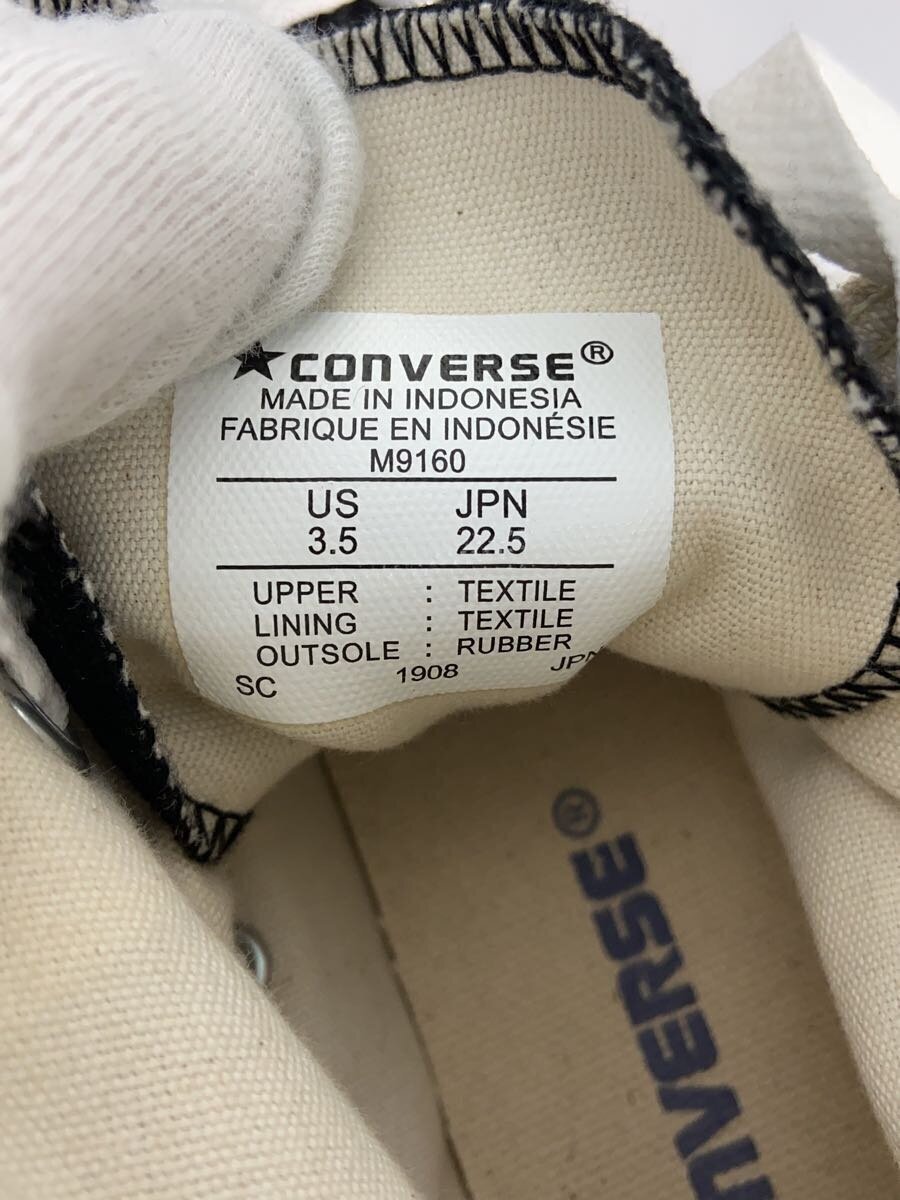 ★CONVERSE®
MADE IN INDONESIA
FABRIQUE EN INDONÉSIE
M9160
US JPN
3.5 22.5
UPPER : TEXTILE
LINING : TEXTILE
OUTSOLE : RUBBER
SC 1908 JPN
NVERSE®